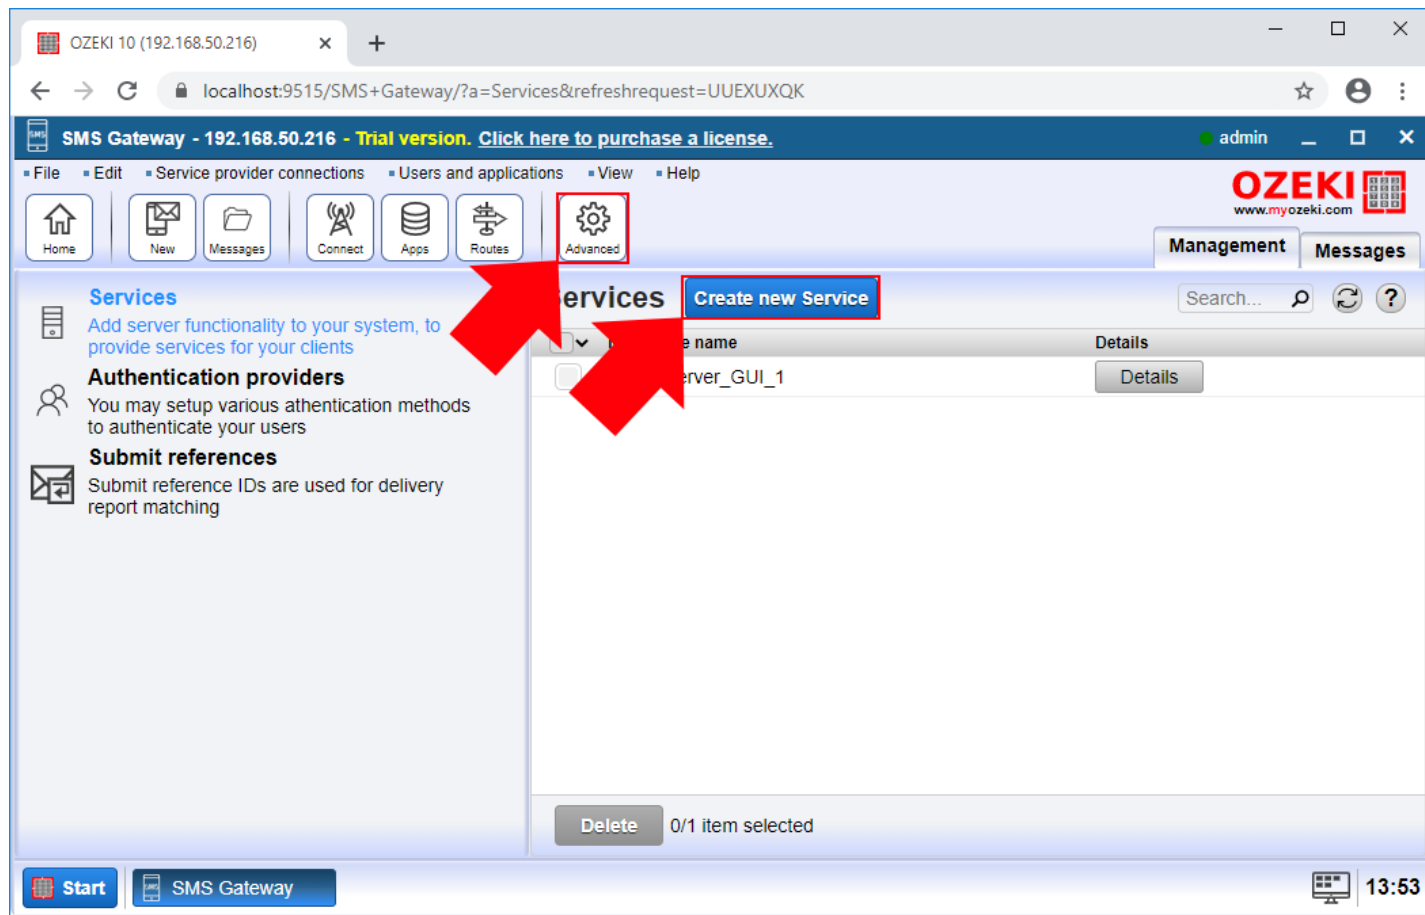 OZEKI 10 (192.168.50.216)
localhost:9515/SMS+Gateway/?a=Services&refreshrequest=UUEXUXQK
SMS Gateway - 192.168.50.216 - Trial version. Click here to purchase a license.
admin
File Edit Service provider connections Users and applications View Help
OZEKI
www.myozeki.com
Home New Messages Connect Apps Routes Advanced
Management Messages
Services
Add server functionality to your system, to
provide services for your clients
Authentication providers
You may setup various athentication methods
to authenticate your users
Submit references
Submit reference IDs are used for delivery
report matching
ervices Create new Service Search...
name Details
erver_GUI_1 Details
Delete 0/1 item selected
Start SMS Gateway 13:53